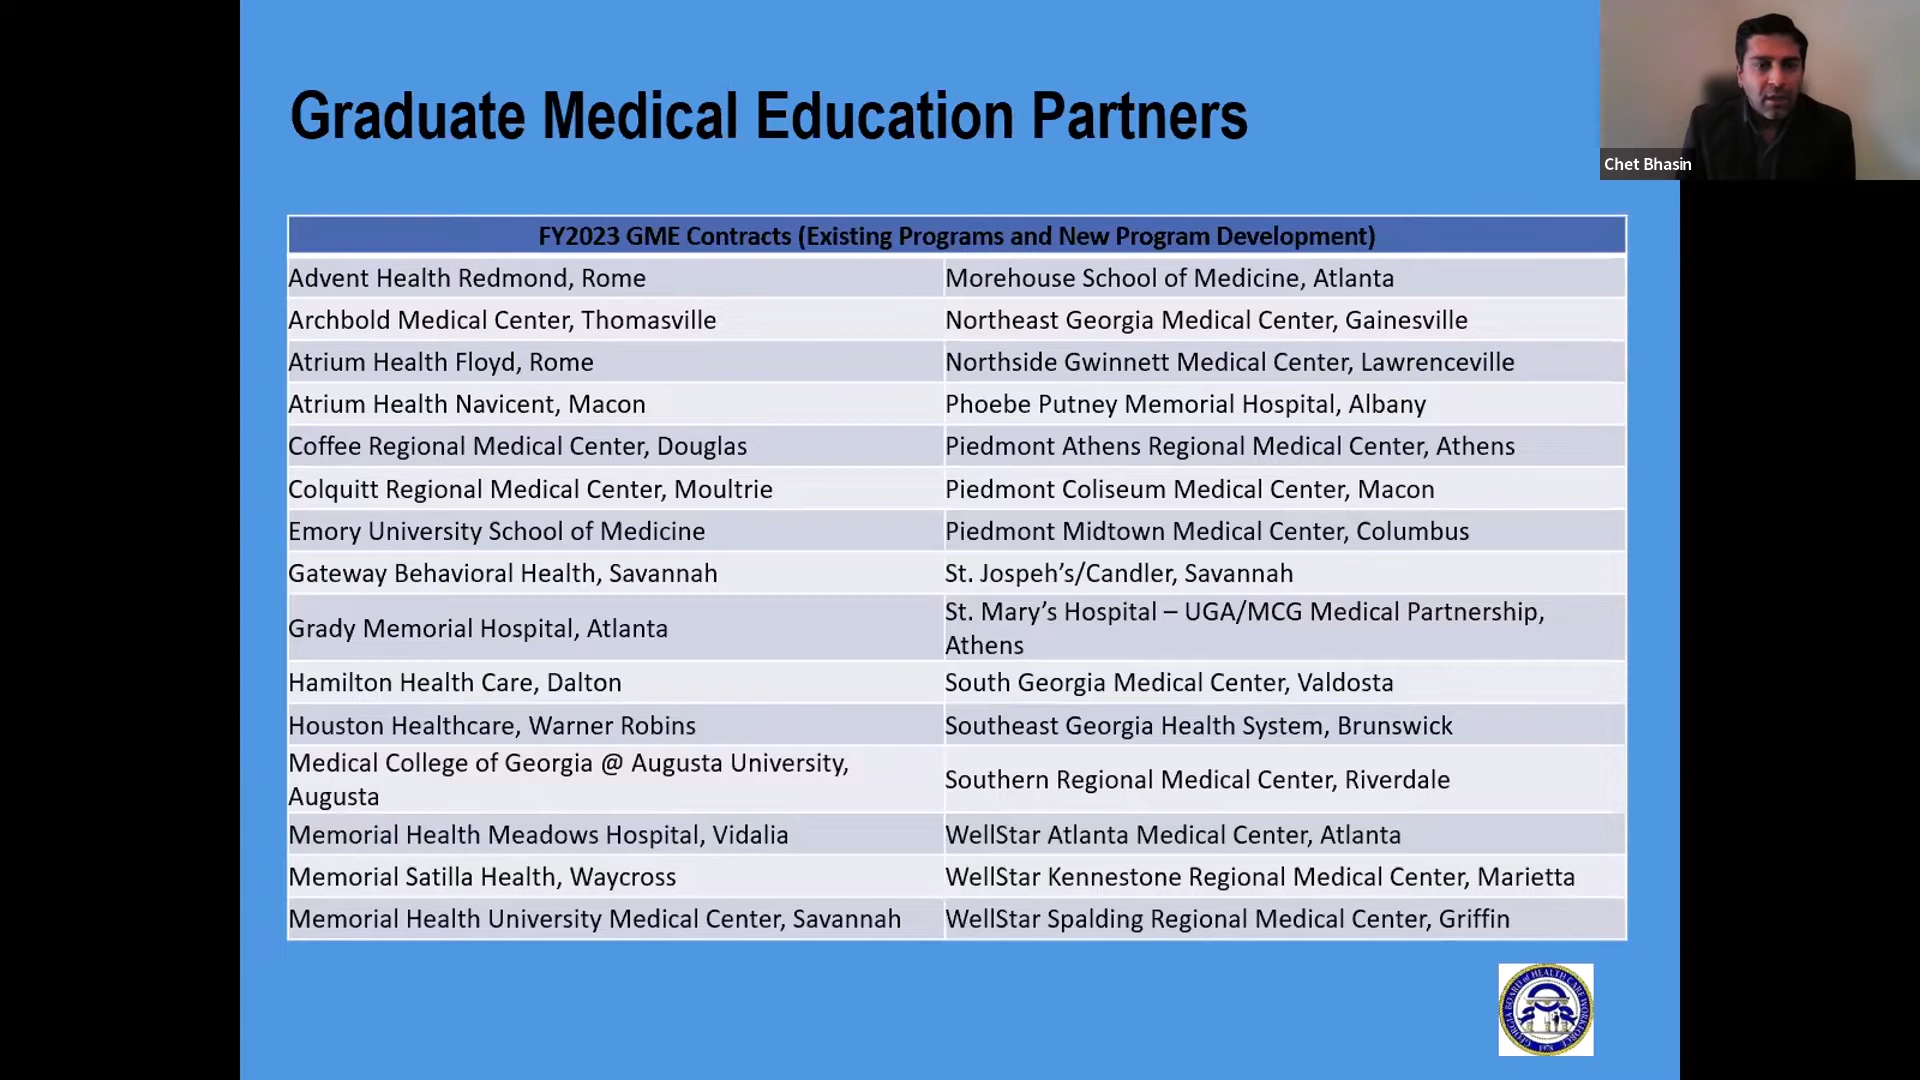 Graduate Medical Education Partners
Chet Bhasin
FY2023 GME Contracts (Existing Programs and New Program Development)
Advent Health Redmond, Rome
Morehouse School of Medicine, Atlanta
Archbold Medical Center, Thomasville
Northeast Georgia Medical Center, Gainesville
Atrium Health Floyd, Rome
Northside Gwinnett Medical Center, Lawrenceville
Atrium Health Navicent, Macon
Phoebe Putney Memorial Hospital, Albany
Coffee Regional Medical Center, Douglas
Piedmont Athens Regional Medical Center, Athens
Colquitt Regional Medical Center, Moultrie
Piedmont Coliseum Medical Center, Macon
Emory University School of Medicine
Piedmont Midtown Medical Center, Columbus
Gateway Behavioral Health, Savannah
St. Jospeh’s/Candler, Savannah
Grady Memorial Hospital, Atlanta
St. Mary’s Hospital – UGA/MCG Medical Partnership,
Athens
Hamilton Health Care, Dalton
South Georgia Medical Center, Valdosta
Houston Healthcare, Warner Robins
Southeast Georgia Health System, Brunswick
Medical College of Georgia @ Augusta University,
Augusta
Southern Regional Medical Center, Riverdale
Memorial Health Meadows Hospital, Vidalia
WellStar Atlanta Medical Center, Atlanta
Memorial Satilla Health, Waycross
WellStar Kennestone Regional Medical Center, Marietta
Memorial Health University Medical Center, Savannah
WellStar Spalding Regional Medical Center, Griffin
GEORGIA BOARD of HEALTH CARE WORKFORCE